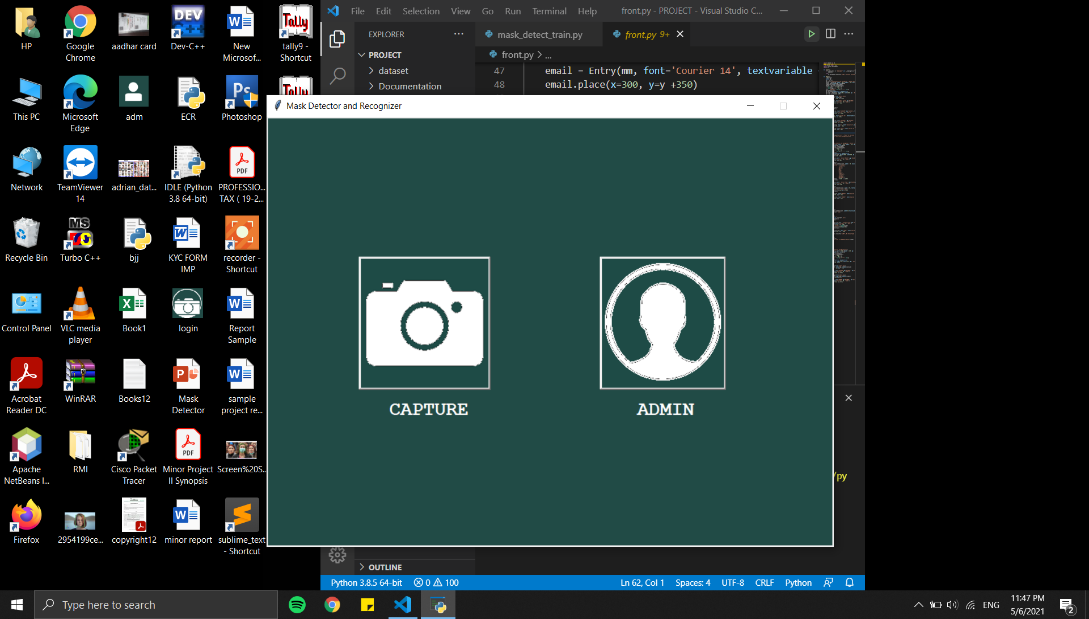 HP
Google
Chrome
aadhar card
Dev-C++
New
Microsof...
tally9 -
Shortcut
This PC
Microsoft
Edge
adm
ECR
Photoshop
Network
TeamViewer
14
adrian_dat...
IDLE (Python
3.8 64-bit)
PROFESSIO...
TAX ( 19-2...
Recycle Bin
Turbo C++
bjj
KYC FORM
IMP
recorder -
Shortcut
Control Panel
VLC media
player
Book1
login
Report
Sample
Acrobat
Reader DC
WinRAR
Books12
Mask
Detector
sample
project re...
Apache
NetBeans I...
RMI
Cisco Packet
Tracer
Minor Project
II Synopsis
Screen%20S...
Firefox
2954199ce...
copyright12
minor report
sublime_text
- Shortcut
File Edit Selection View Go Run Terminal Help front.py - PROJECT - Visual Studio C...
EXPLORER
mask_detect_train.py
front.py 9+
PROJECT
front.py > ...
dataset
Documentation
47 email = Entry(mm, font='Courier 14', textvariable
48 email.place(x=300, y=y +350)
Mask Detector and Recognizer
CAPTURE
ADMIN
/py
OUTLINE
Python 3.8.5 64-bit 0 100 Ln 62, Col 1 Spaces: 4 UTF-8 CRLF Python
Type here to search
ENG
11:47 PM
5/6/2021
2